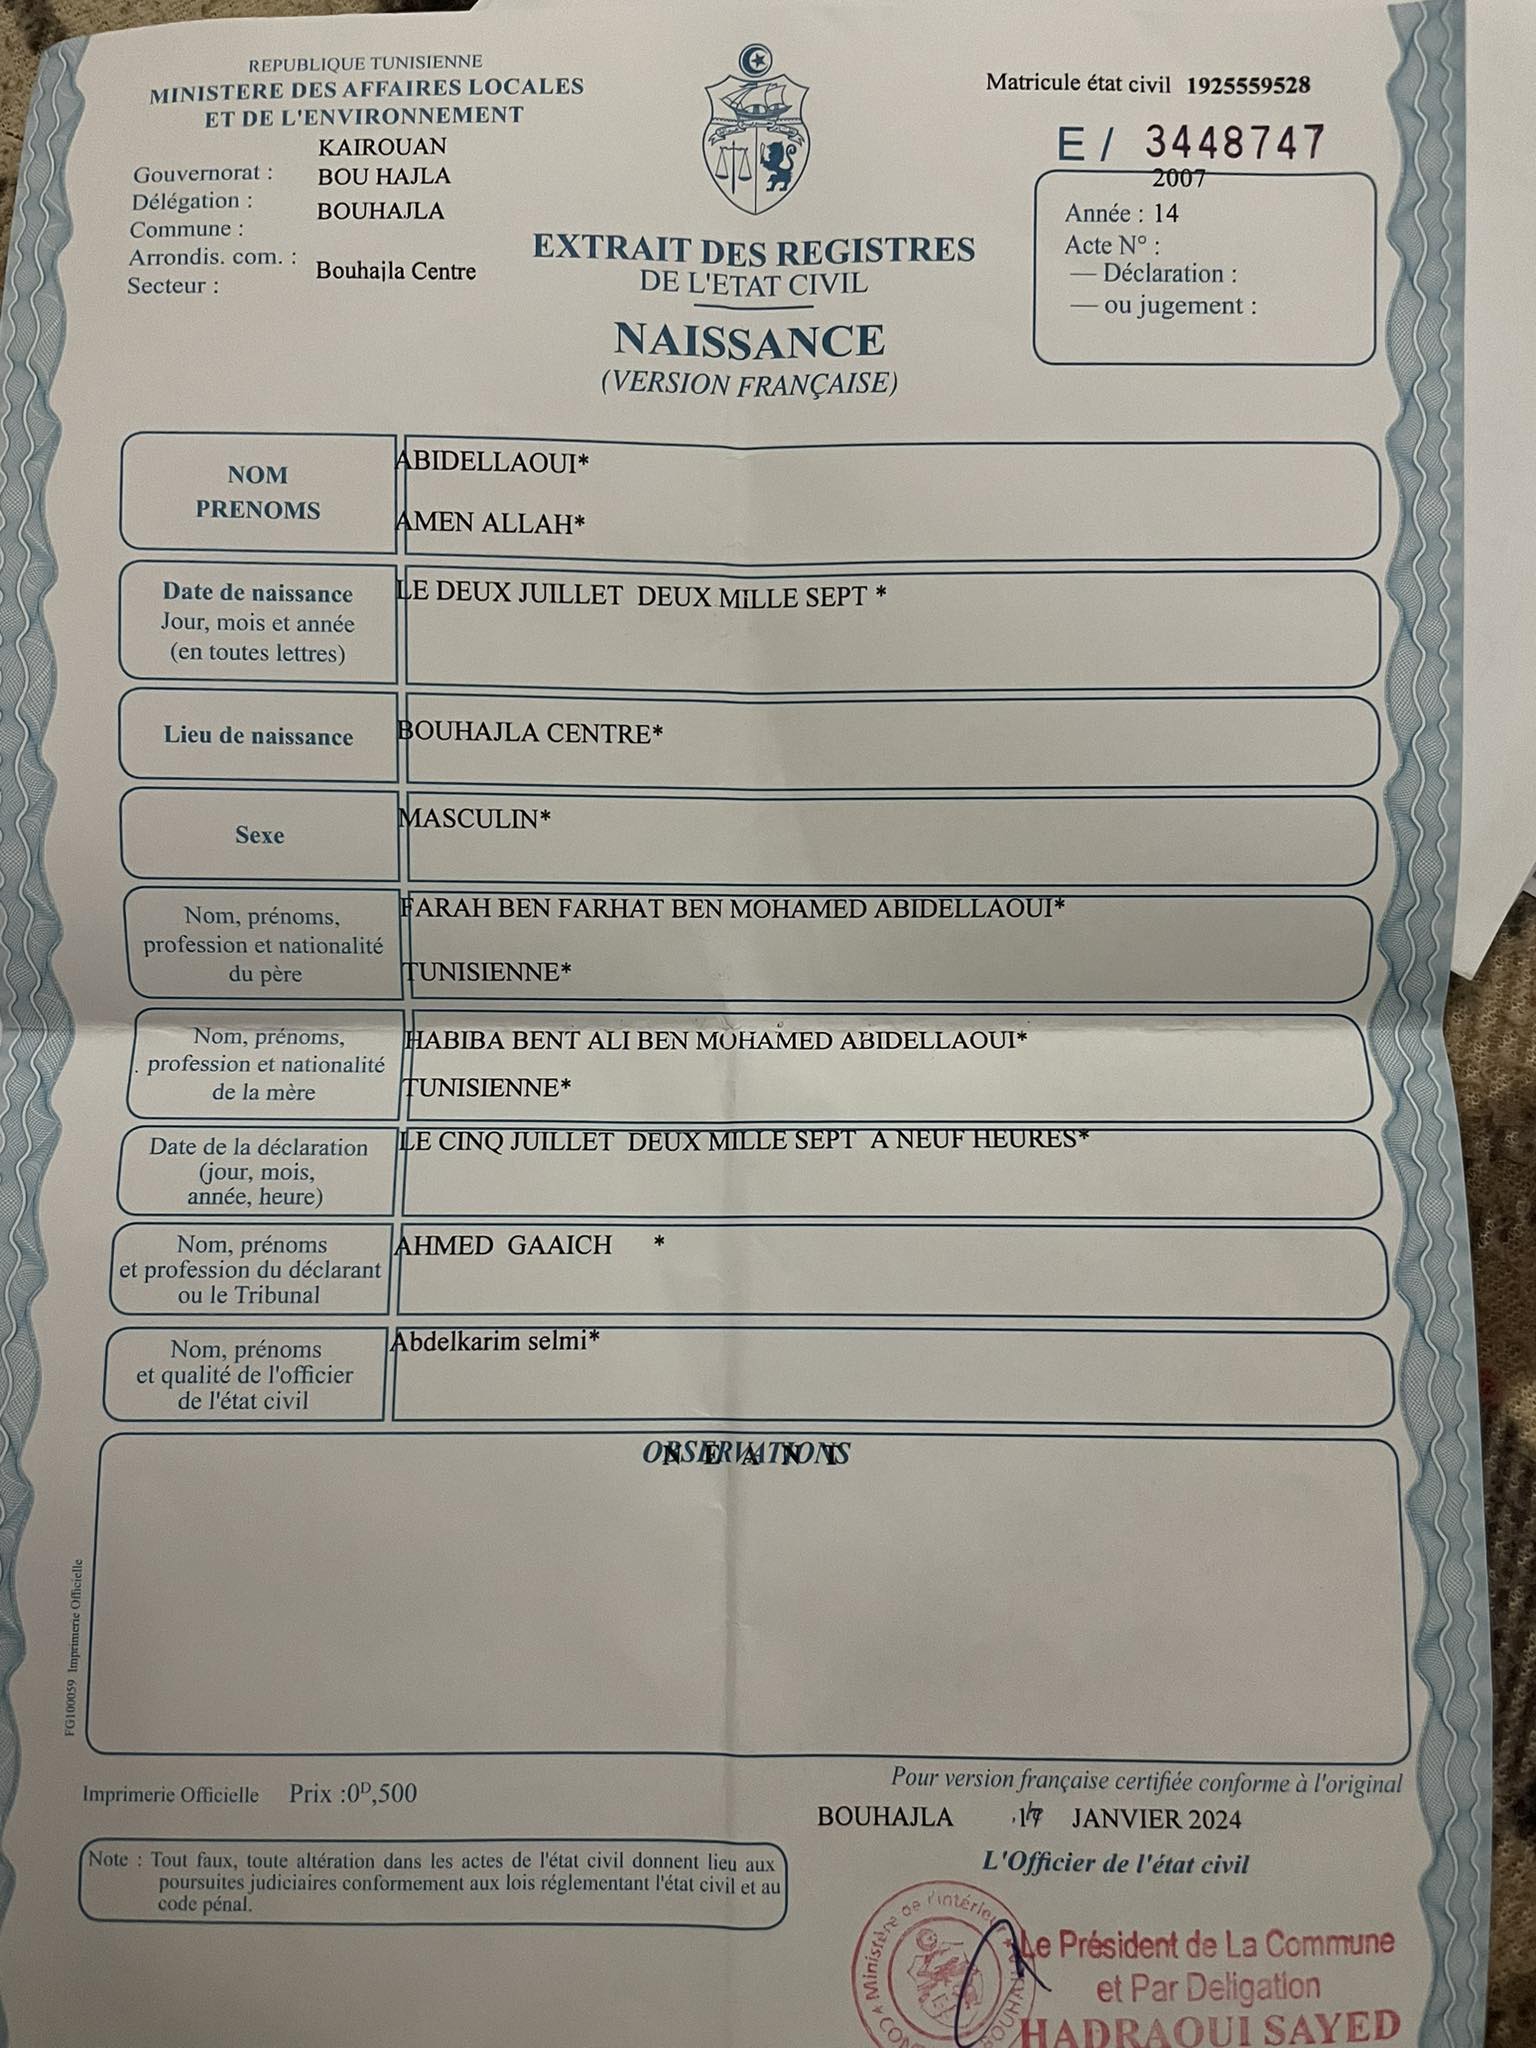 REPUBLIQUE TUNISIENNE
MINISTERE DES AFFAIRES LOCALES
ET DE L'ENVIRONNEMENT
KAIROUAN
Gouvernorat : BOU HAJLA
Délégation :
Commune : BOUHAJLA
Arrondis. com. :
Secteur : Bouhajla Centre
EXTRAIT DES REGISTRES
DE L'ETAT CIVIL
NAISSANCE
(VERSION FRANÇAISE)
Matricule état civil 1925559528
E / 3448747
2007
Année : 14
Acte N° :
— Déclaration :
— ou jugement :
NOM
PRENOMS
ABIDELLAOUI*
AMEN ALLAH*
Date de naissance
Jour, mois et année
(en toutes lettres)
LE DEUX JUILLET DEUX MILLE SEPT *
Lieu de naissance
BOUHAJLA CENTRE*
Sexe
MASCULIN*
Nom, prénoms,
profession et nationalité
du père
FARAH BEN FARHAT BEN MOHAMED ABIDELLAOUI*
TUNISIENNE*
Nom, prénoms,
profession et nationalité
de la mère
HABIBA BENT ALI BEN MOHAMED ABIDELLAOUI*
TUNISIENNE*
Date de la déclaration
(jour, mois,
année, heure)
LE CINQ JUILLET DEUX MILLE SEPT A NEUF HEURES*
Nom, prénoms
et profession du déclarant
ou le Tribunal
AHMED GAAICH *
Nom, prénoms
et qualité de l'officier
de l'état civil
Abdelkarim selmi*
OBSERVATIONS
N E A N T
FG100059 Imprimerie Officielle
Imprimerie Officielle Prix :0D,500
Note : Tout faux, toute altération dans les actes de l'état civil donnent lieu aux
poursuites judiciaires conformement aux lois réglementant l'état civil et au
code pénal.
Pour version française certifiée conforme à l'original
BOUHAJLA JANVIER 2024
L'Officier de l'état civil
Ministère de l'intérieur
Le Président de La Commune
et Par Deligation
HADRAOUI SAYED